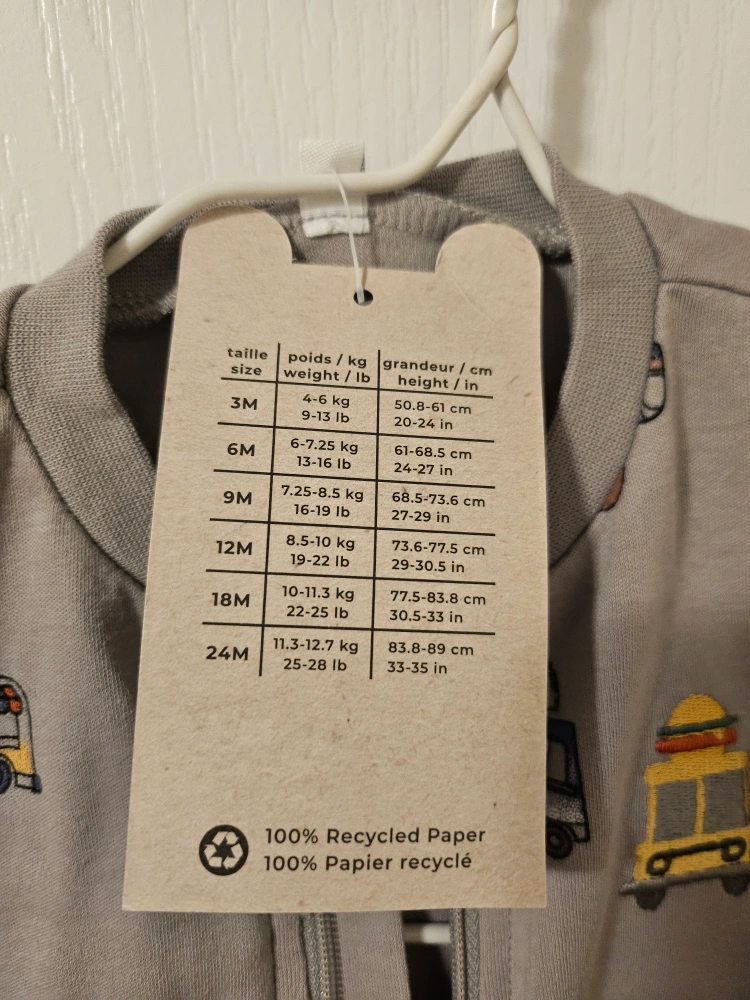 taille poids / kg grandeur / cm
size weight / lb height / in
3M 4-6 kg 50.8-61 cm
9-13 lb 20-24 in
6M 6-7.25 kg 61-68.5 cm
13-16 lb 24-27 in
9M 7.25-8.5 kg 68.5-73.6 cm
16-19 lb 27-29 in
12M 8.5-10 kg 73.6-77.5 cm
19-22 lb 29-30.5 in
18M 10-11.3 kg 77.5-83.8 cm
22-25 lb 30.5-33 in
24M 11.3-12.7 kg 83.8-89 cm
25-28 lb 33-35 in
100% Recycled Paper
100% Papier recyclé